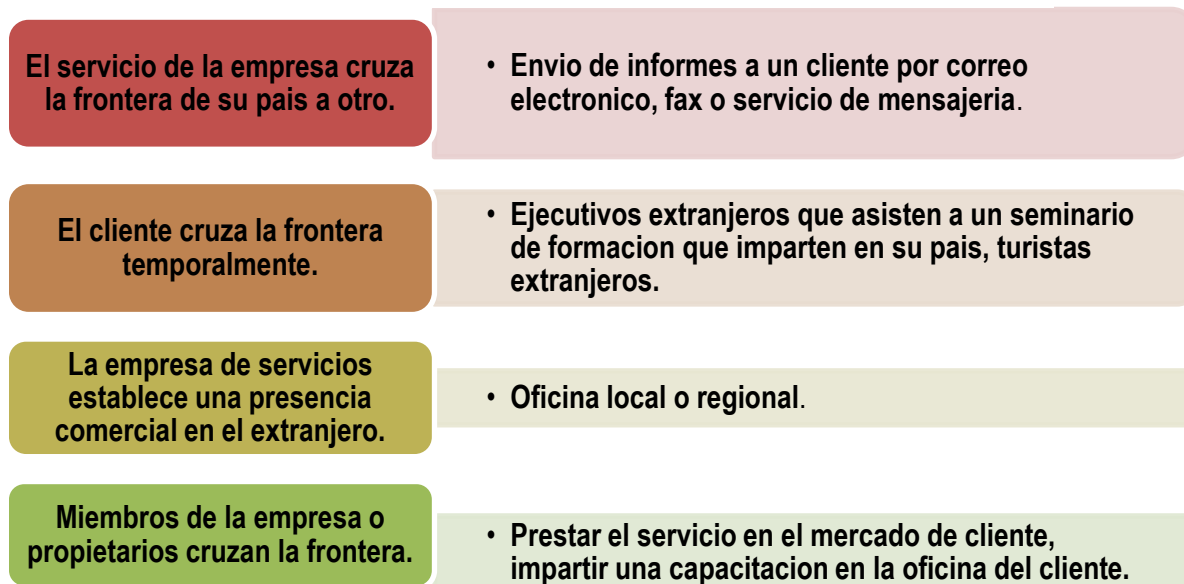 El servicio de la empresa cruza
la frontera de su pais a otro.
• Envio de informes a un cliente por correo
electronico, fax o servicio de mensajeria.
El cliente cruza la frontera
temporalmente.
• Ejecutivos extranjeros que asisten a un seminario
de formacion que imparten en su pais, turistas
extranjeros.
La empresa de servicios
establece una presencia
comercial en el extranjero.
• Oficina local o regional.
Miembros de la empresa o
propietarios cruzan la frontera.
• Prestar el servicio en el mercado de cliente,
impartir una capacitacion en la oficina del cliente.